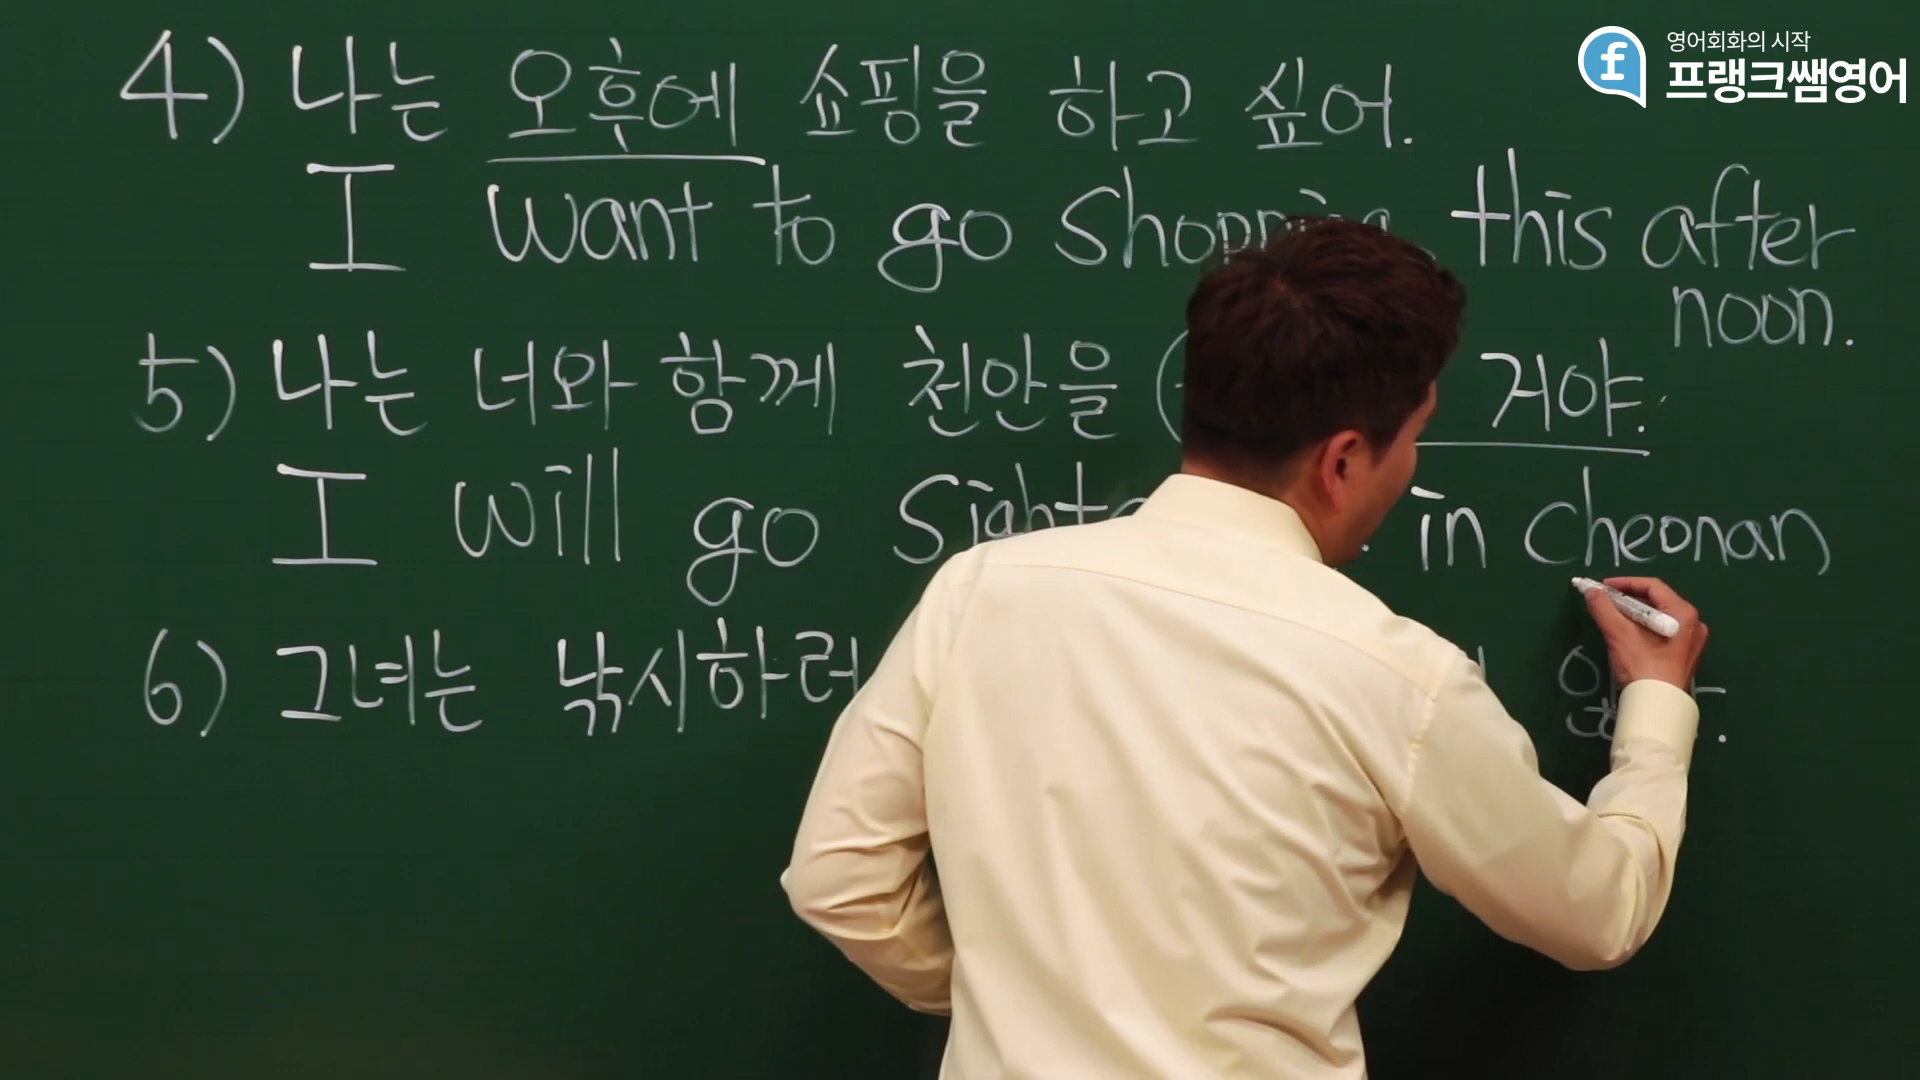 영어회화의 시작
프랭크쌤영어
4) 나는 오후에 쇼핑을 하고 싶어.
I want to go shopping this after
noon.
5) 나는 너와 함께 천안을 ( 거야.
I will go in cheonan
6) 그녀는 낚시하러